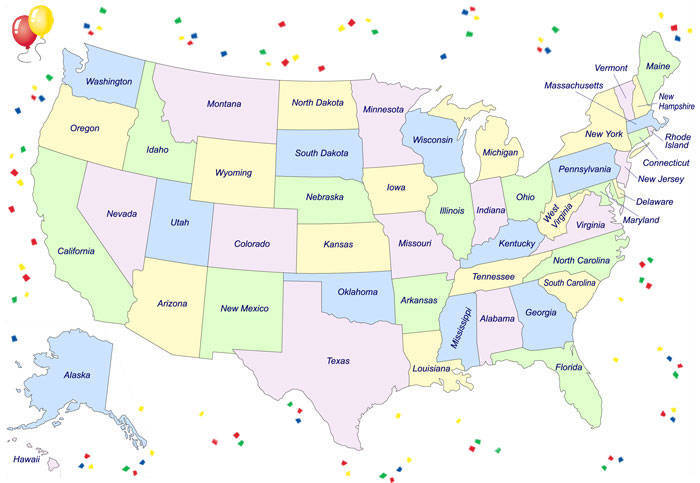 Maine
Vermont
Washington
Massachusetts
New
Hampshire
Montana
North Dakota
Minnesota
Oregon
New York
Rhode
Island
Wisconsin
Idaho
South Dakota
Michigan
Connecticut
Wyoming
Pennsylvania
New Jersey
Iowa
Nebraska
Ohio
Delaware
Illinois
Indiana
West
Virginia
Nevada
Utah
Maryland
Virginia
Colorado
Kansas
Missouri
Kentucky
California
North Carolina
Tennessee
South Carolina
Arizona
Oklahoma
New Mexico
Arkansas
Mississippi
Alabama
Georgia
Texas
Louisiana
Florida
Alaska
Hawaii